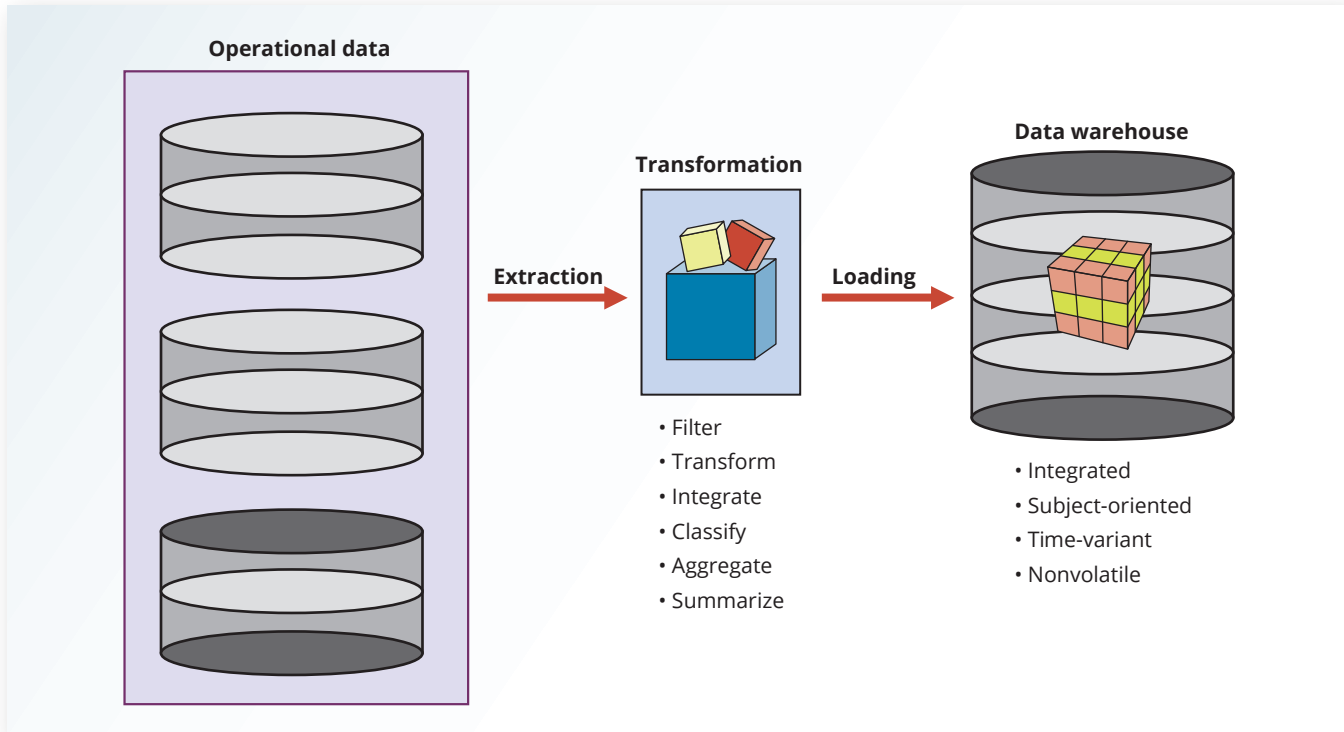 Operational data
Extraction
Transformation
• Filter
• Transform
• Integrate
• Classify
• Aggregate
• Summarize
Loading
Data warehouse
• Integrated
• Subject-oriented
• Time-variant
• Nonvolatile